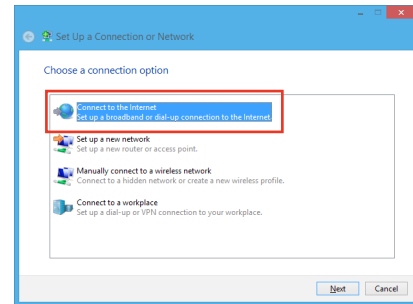 Set Up a Connection or Network
Choose a connection option
Connect to the Internet
Set up a broadband or dial-up connection to the Internet.
Set up a new network
Set up a new router or access point.
Manually connect to a wireless network
Connect to a hidden network or create a new wireless profile.
Connect to a workplace
Set up a dial-up or VPN connection to your workplace.
Next Cancel